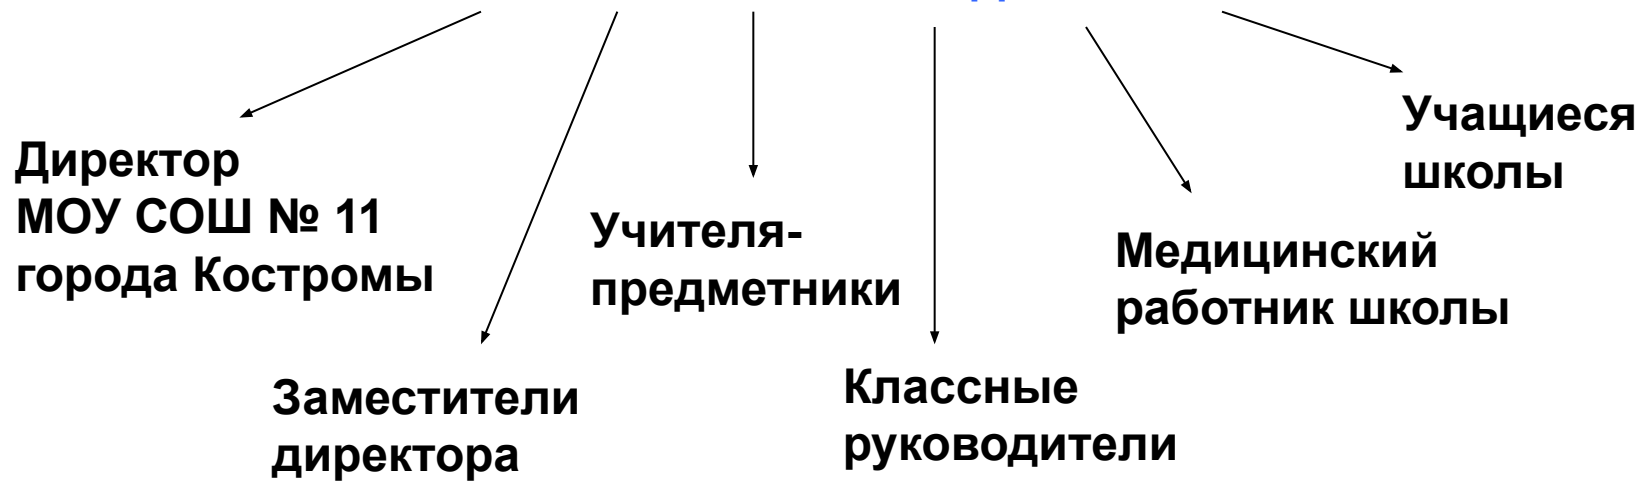 Директор
МОУ СОШ № 11
города Костромы
Заместители
директора
Учителя-
предметники
Классные
руководители
Медицинский
работник школы
Учащиеся
школы